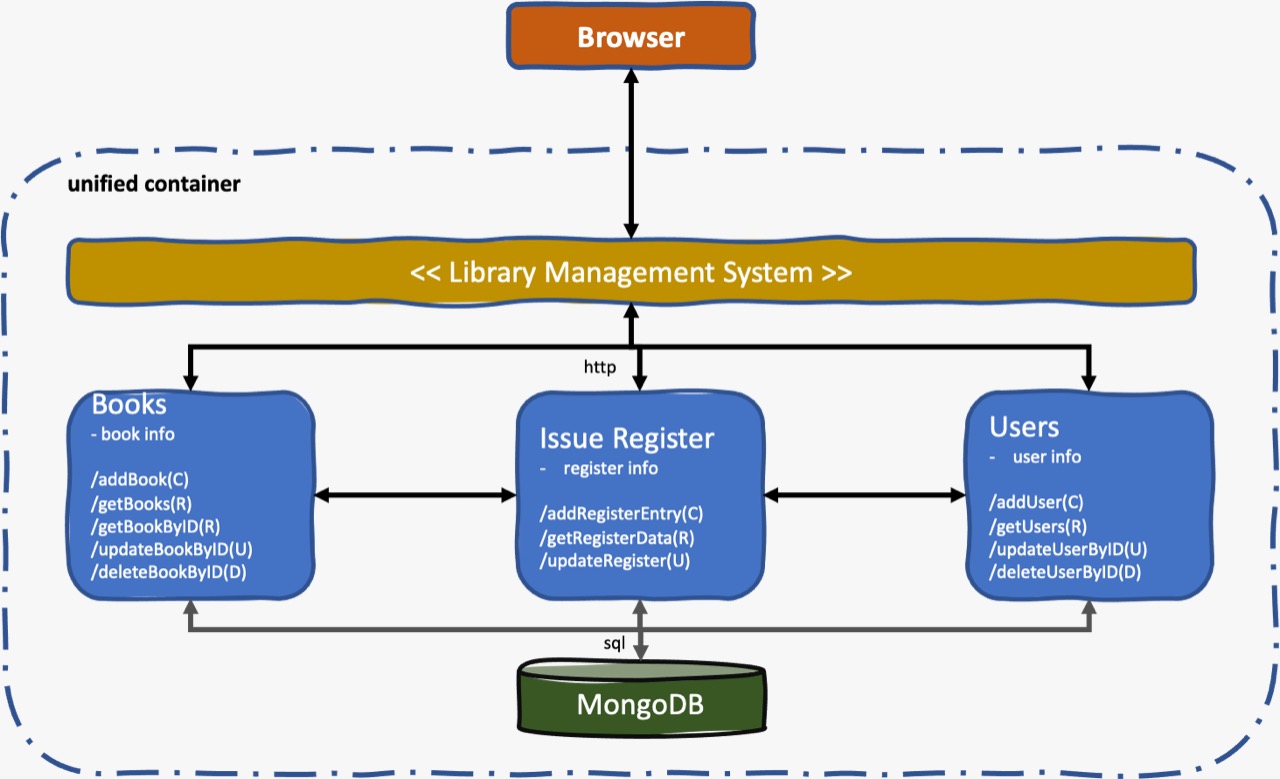 Browser
unified container
<< Library Management System >>
http
Books
- book info
/addBook(C)
/getBooks(R)
/getBookByID(R)
/updateBookByID(U)
/deleteBookByID(D)
Issue Register
- register info
/addRegisterEntry(C)
/getRegisterData(R)
/updateRegister(U)
Users
- user info
/addUser(C)
/getUsers(R)
/updateUserByID(U)
/deleteUserByID(D)
sql
MongoDB